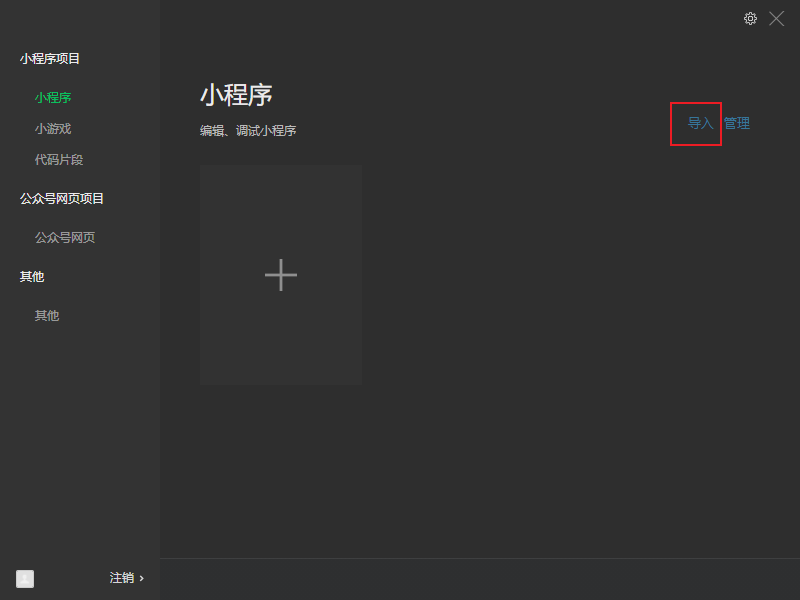 小程序项目
小程序
小游戏
代码片段
公众号网页项目
公众号网页
其他
其他
注销 ›
小程序
编辑、调试小程序
导入 管理